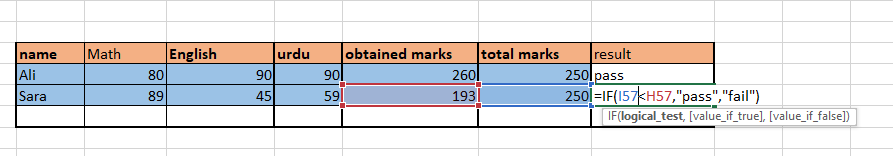 name Math English urdu obtained marks total marks result
Ali 80 90 90 260 250 pass
Sara 89 45 59 193 250 =IF(I57<H57,"pass","fail")
IF(logical_test, [value_if_true], [value_if_false])